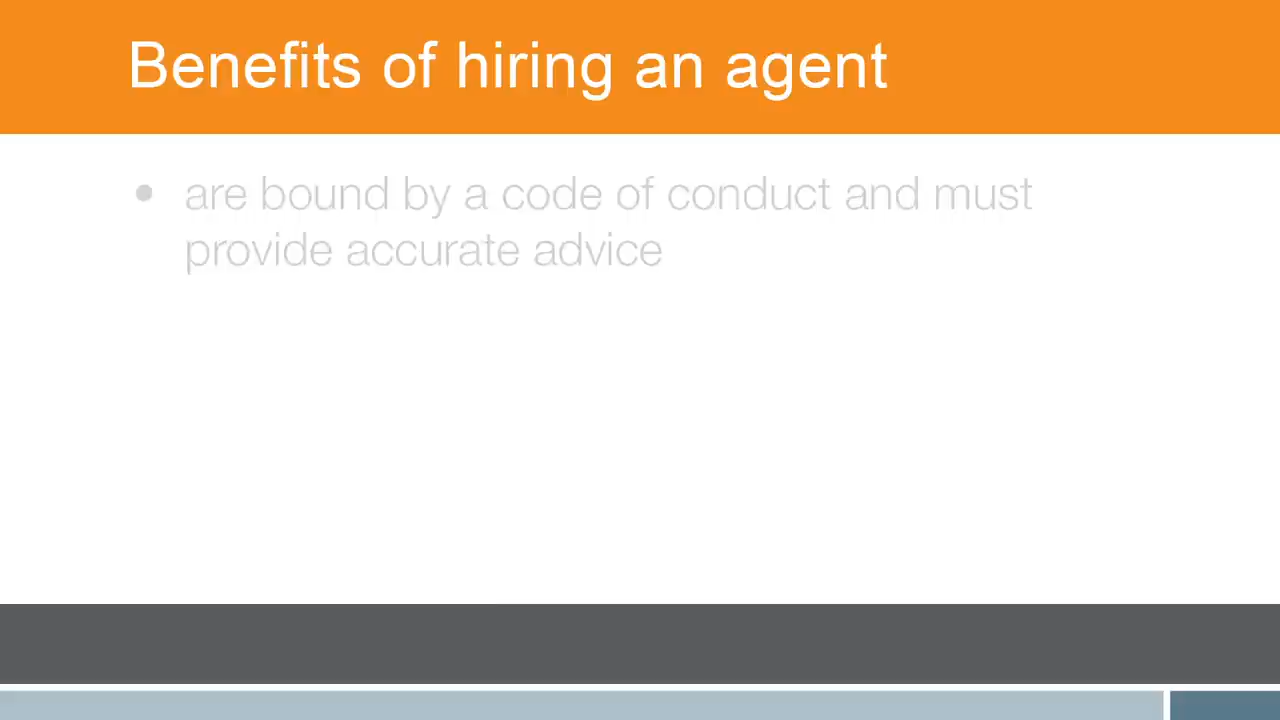 Benefits of hiring an agent
• are bound by a code of conduct and must
provide accurate advice